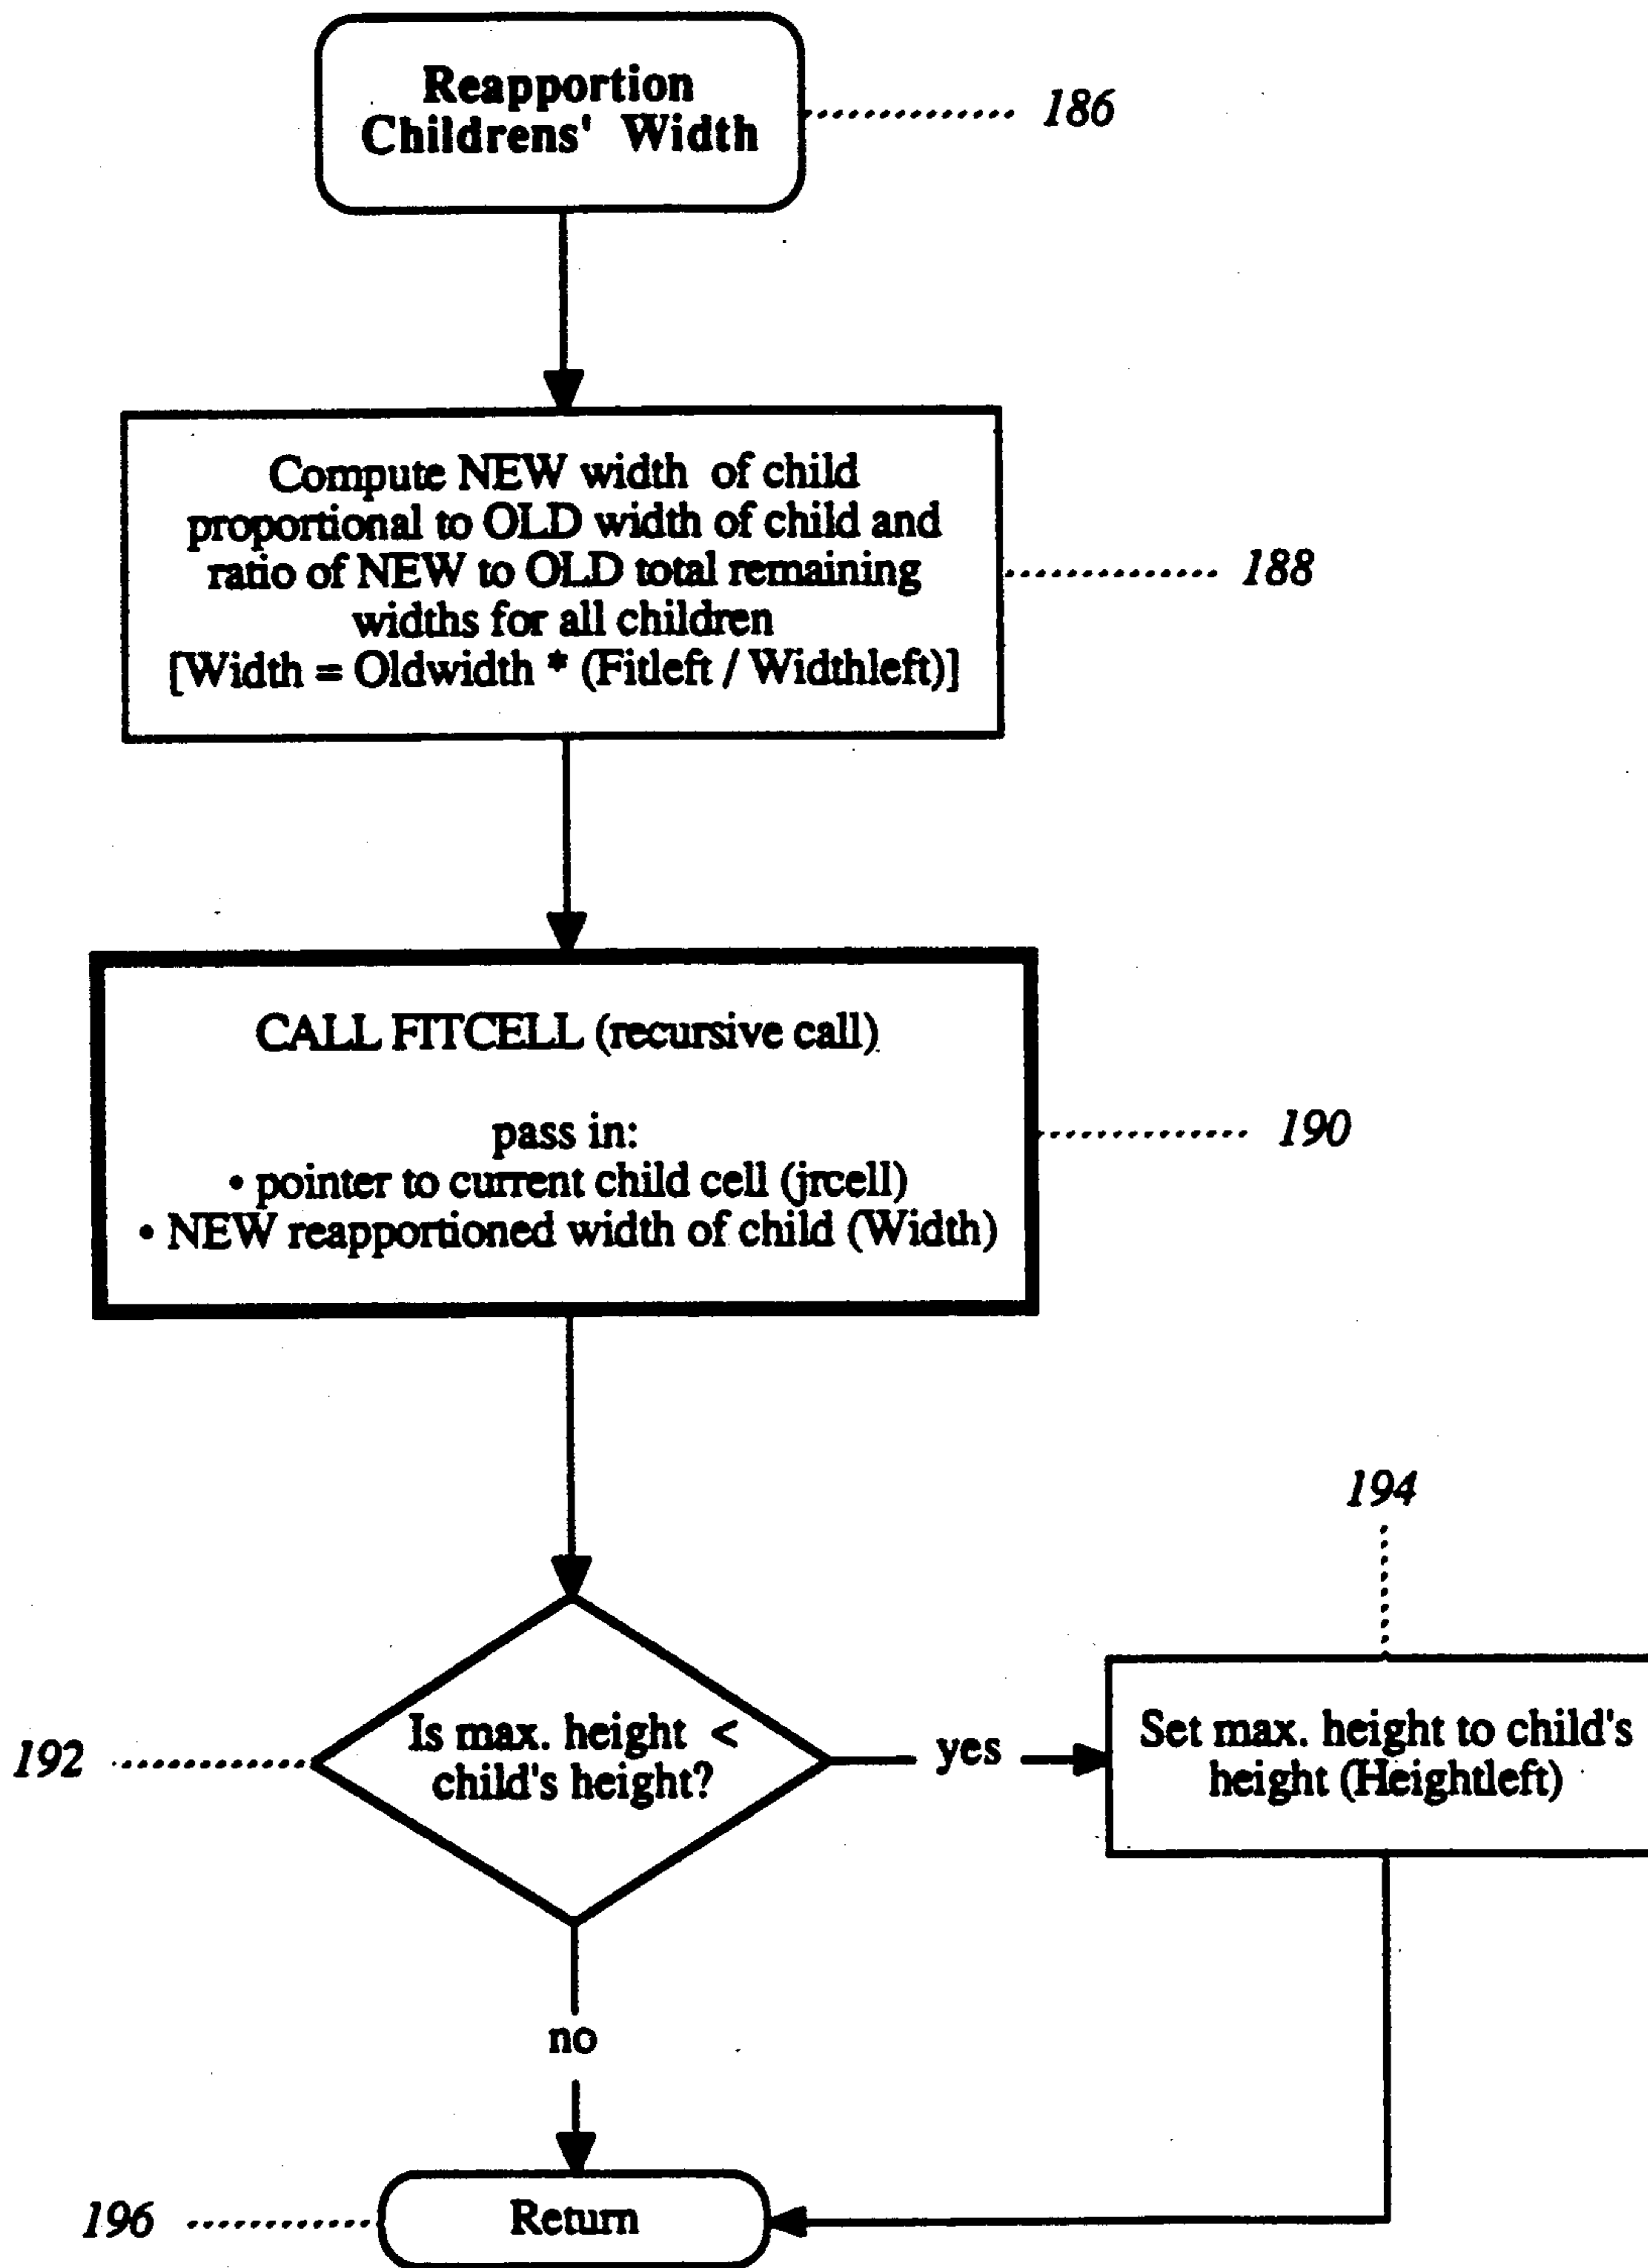 Reapportion
Childrens' Width
186
Compute NEW width of child
proportional to OLD width of child and
ratio of NEW to OLD total remaining
widths for all children
[Width = Oldwidth * (Fitleft / Widthleft)]
188
CALL FITCELL (recursive call)
pass in:
• pointer to current child cell (jrcell)
• NEW reapportioned width of child (Width)
190
194
Is max. height <
child's height?
192
yes
Set max. height to child's
height (Heightleft)
no
196
Return